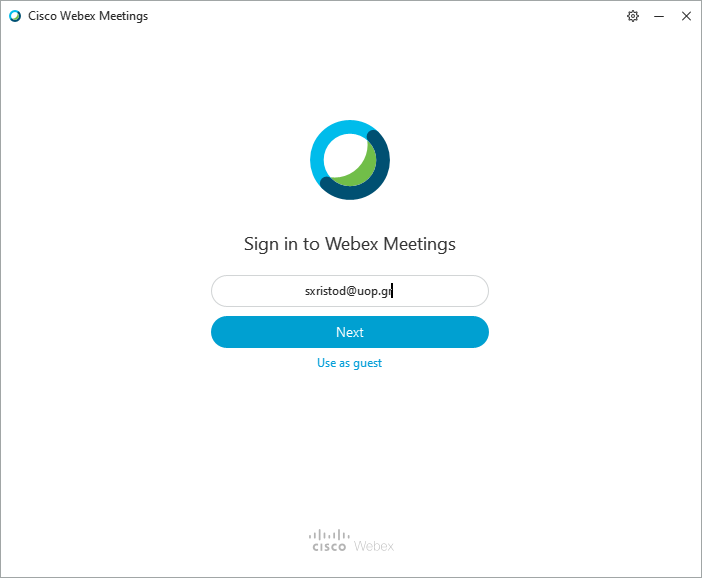 Cisco Webex Meetings
Sign in to Webex Meetings
sxristod@uop.gr
Next
Use as guest
cisco Webex